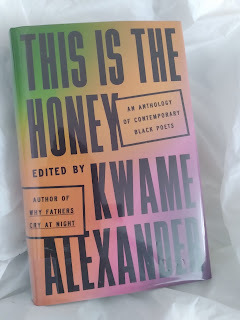 THIS IS THE
HONEY
AN ANTHOLOGY
OF CONTEMPORARY
BLACK POETS
EDITED BY
KWAME
AUTHOR OF
WHY FATHERS
CRY AT NIGHT
ALEXANDER